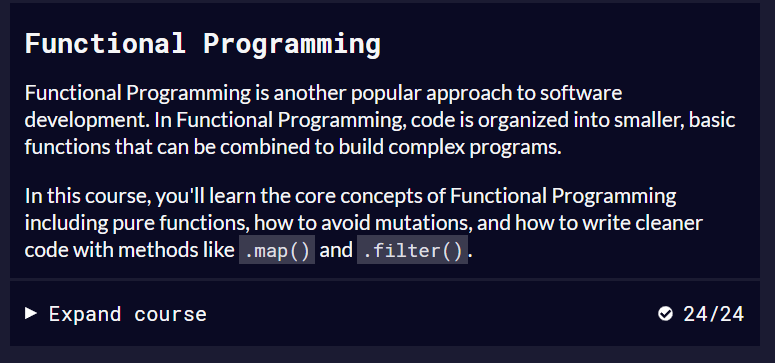 Functional Programming
Functional Programming is another popular approach to software
development. In Functional Programming, code is organized into smaller, basic
functions that can be combined to build complex programs.
In this course, you'll learn the core concepts of Functional Programming
including pure functions, how to avoid mutations, and how to write cleaner
code with methods like .map() and .filter().
Expand course 24/24